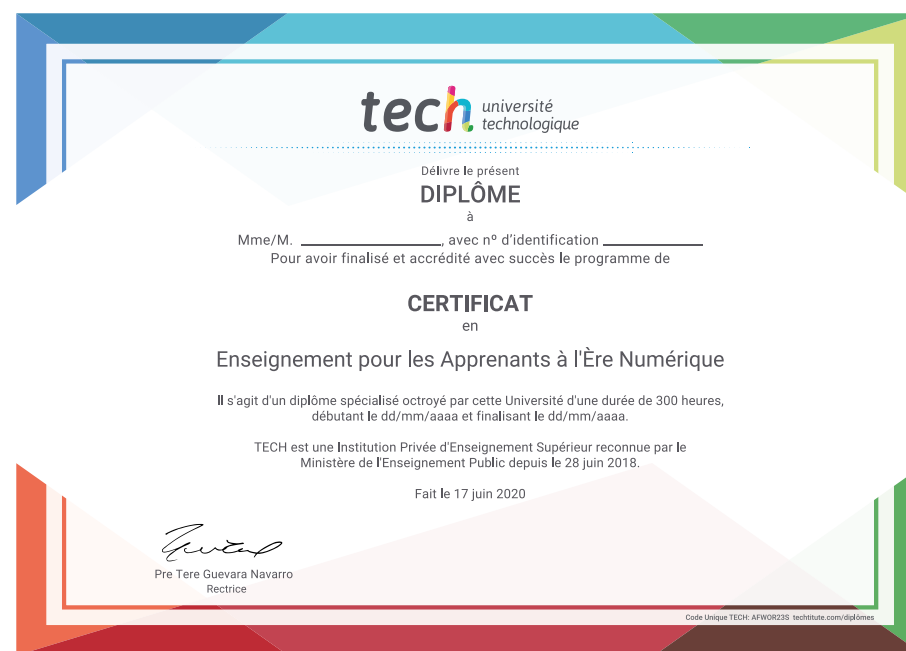 tech université
technologique
Délivre le présent
DIPLÔME
à
Mme/M. ____________________, avec nº d'identification ______________
Pour avoir finalisé et accrédité avec succès le programme de
CERTIFICAT
en
Enseignement pour les Apprenants à l'Ère Numérique
Il s'agit d'un diplôme spécialisé octroyé par cette Université d'une durée de 300 heures,
débutant le dd/mm/aaaa et finalisant le dd/mm/aaaa.
TECH est une Institution Privée d'Enseignement Supérieur reconnue par le
Ministère de l'Enseignement Public depuis le 28 juin 2018.
Fait le 17 juin 2020
Pre Tere Guevara Navarro
Rectrice
Code Unique TECH: AFWOR23S techtitute.com/diplômes